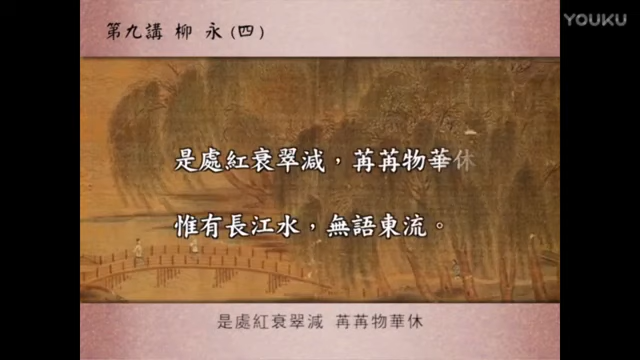 第九講 柳 永(四)
YOUKU
是處紅衰翠減，苒苒物華休
惟有長江水，無語東流。
是處紅衰翠減 苒苒物華休